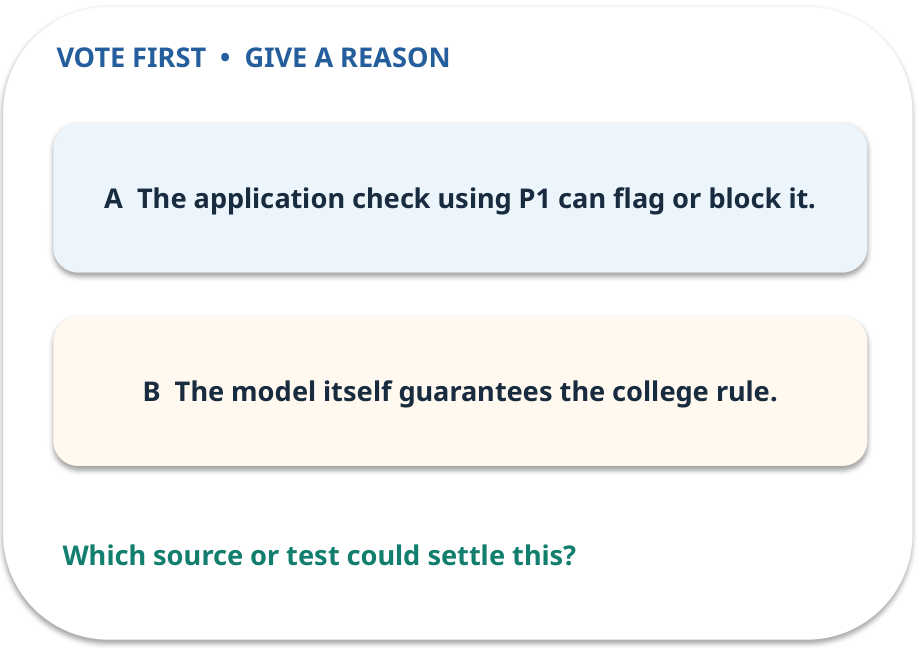 VOTE FIRST • GIVE A REASON
A The application check using P1 can flag or block it.
B The model itself guarantees the college rule.
Which source or test could settle this?